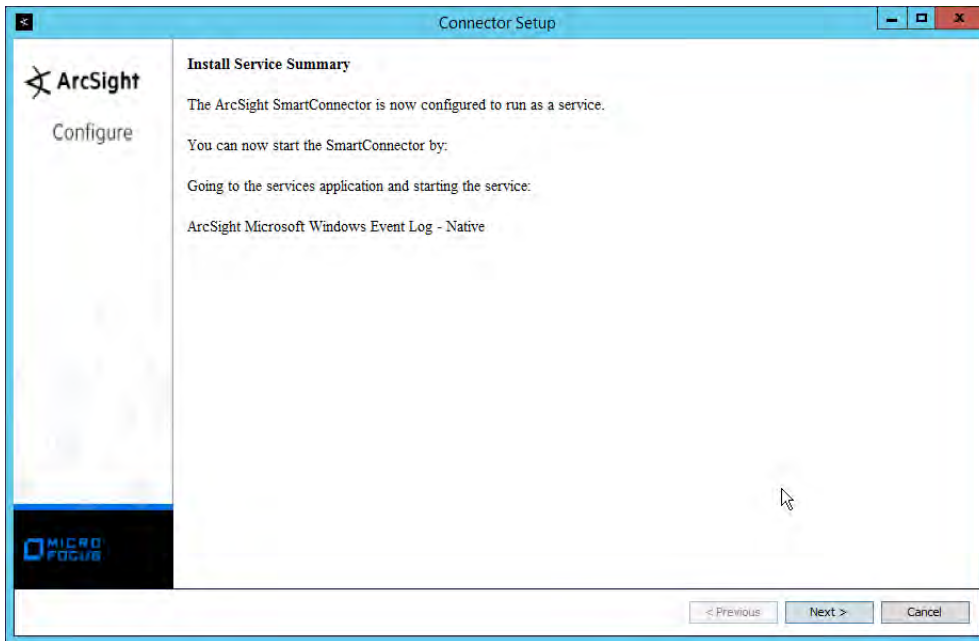 Connector Setup
ArcSight
Configure
Install Service Summary
The ArcSight SmartConnector is now configured to run as a service.
You can now start the SmartConnector by:
Going to the services application and starting the service:
ArcSight Microsoft Windows Event Log - Native
MICRO
FOCUS
< Previous
Next >
Cancel